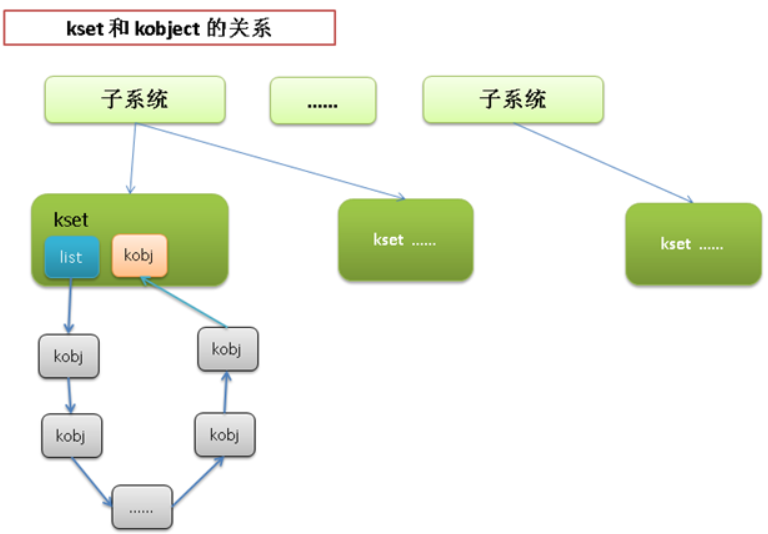 kset 和 kobject 的关系
子系统
......
子系统
kset
list
kobj
kset ......
kset ......
kobj
kobj
kobj
kobj
......